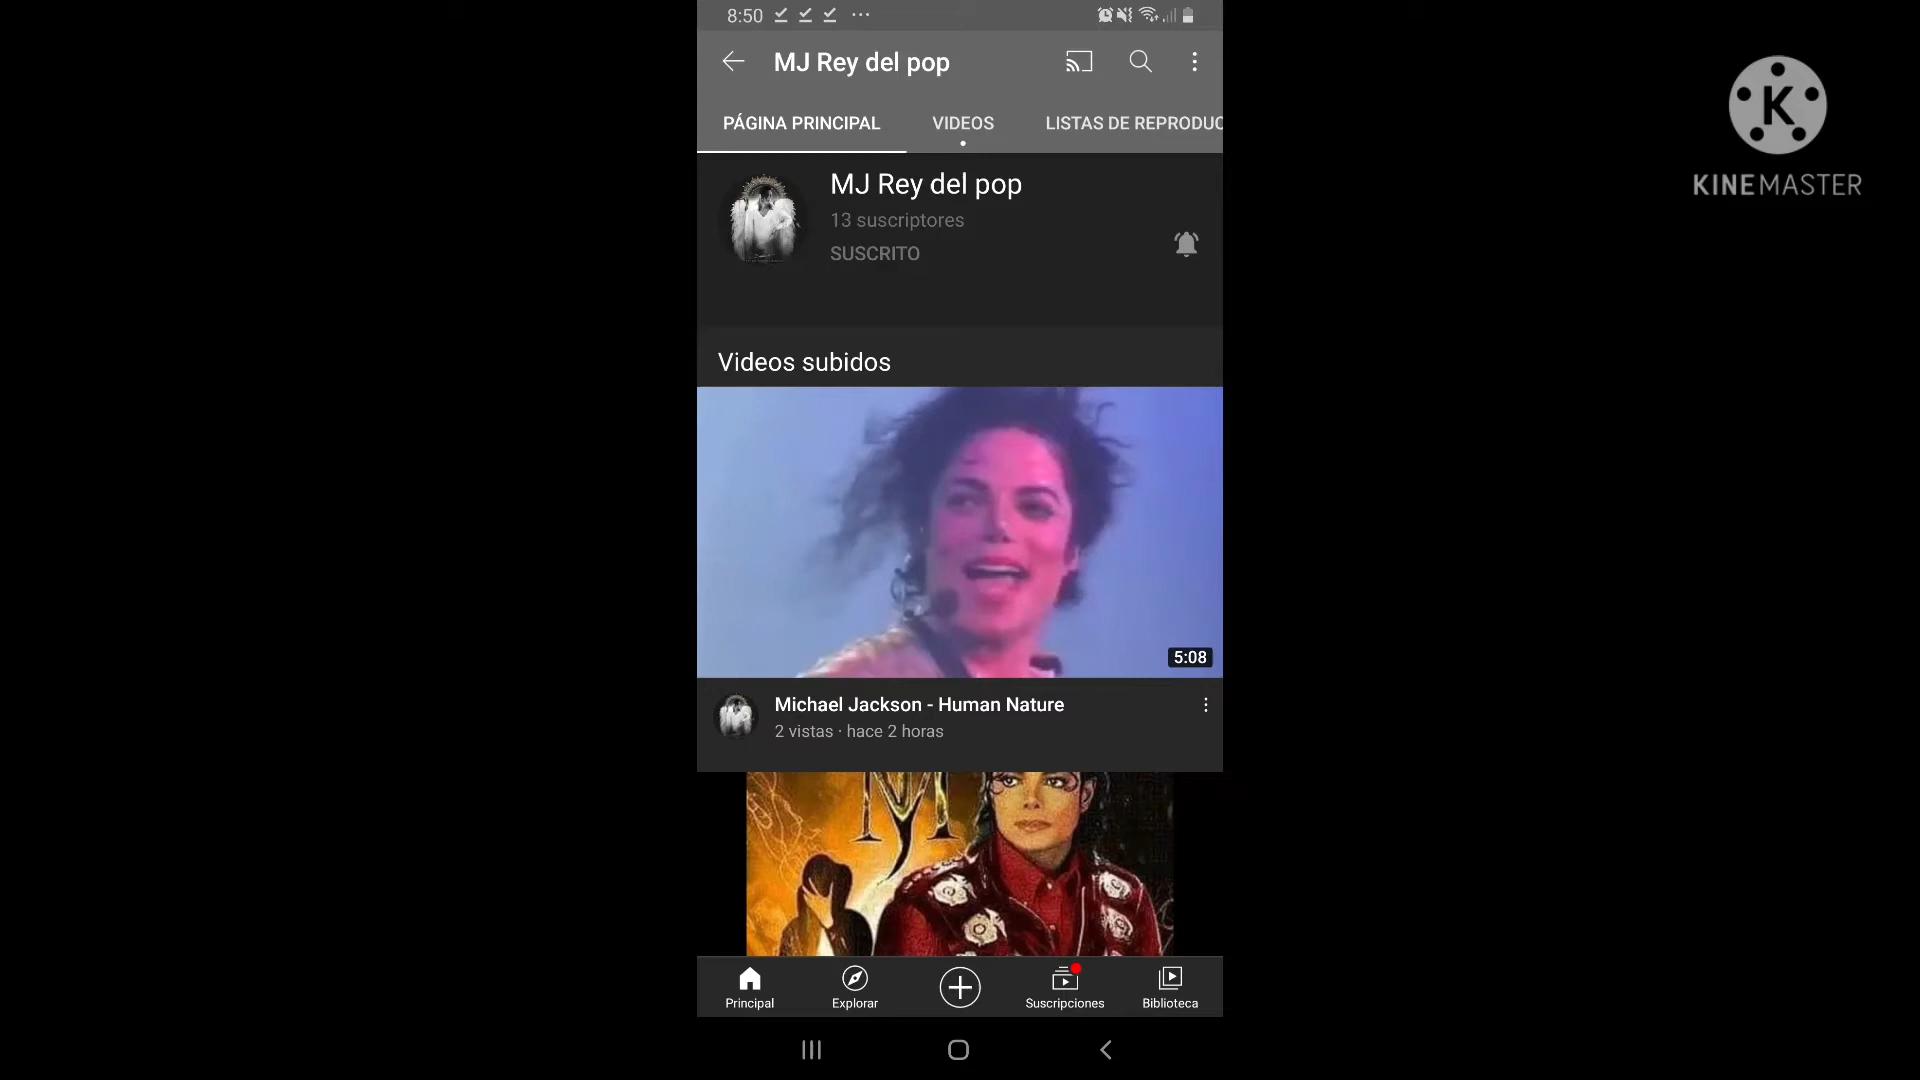 8:50
MJ Rey del pop
PÁGINA PRINCIPAL
VIDEOS
LISTAS DE REPRODUC
K
KINEMASTER
MJ Rey del pop
13 suscriptores
SUSCRITO
Videos subidos
5:08
Michael Jackson - Human Nature
2 vistas · hace 2 horas
M
Principal
Explorar
Suscripciones
Biblioteca